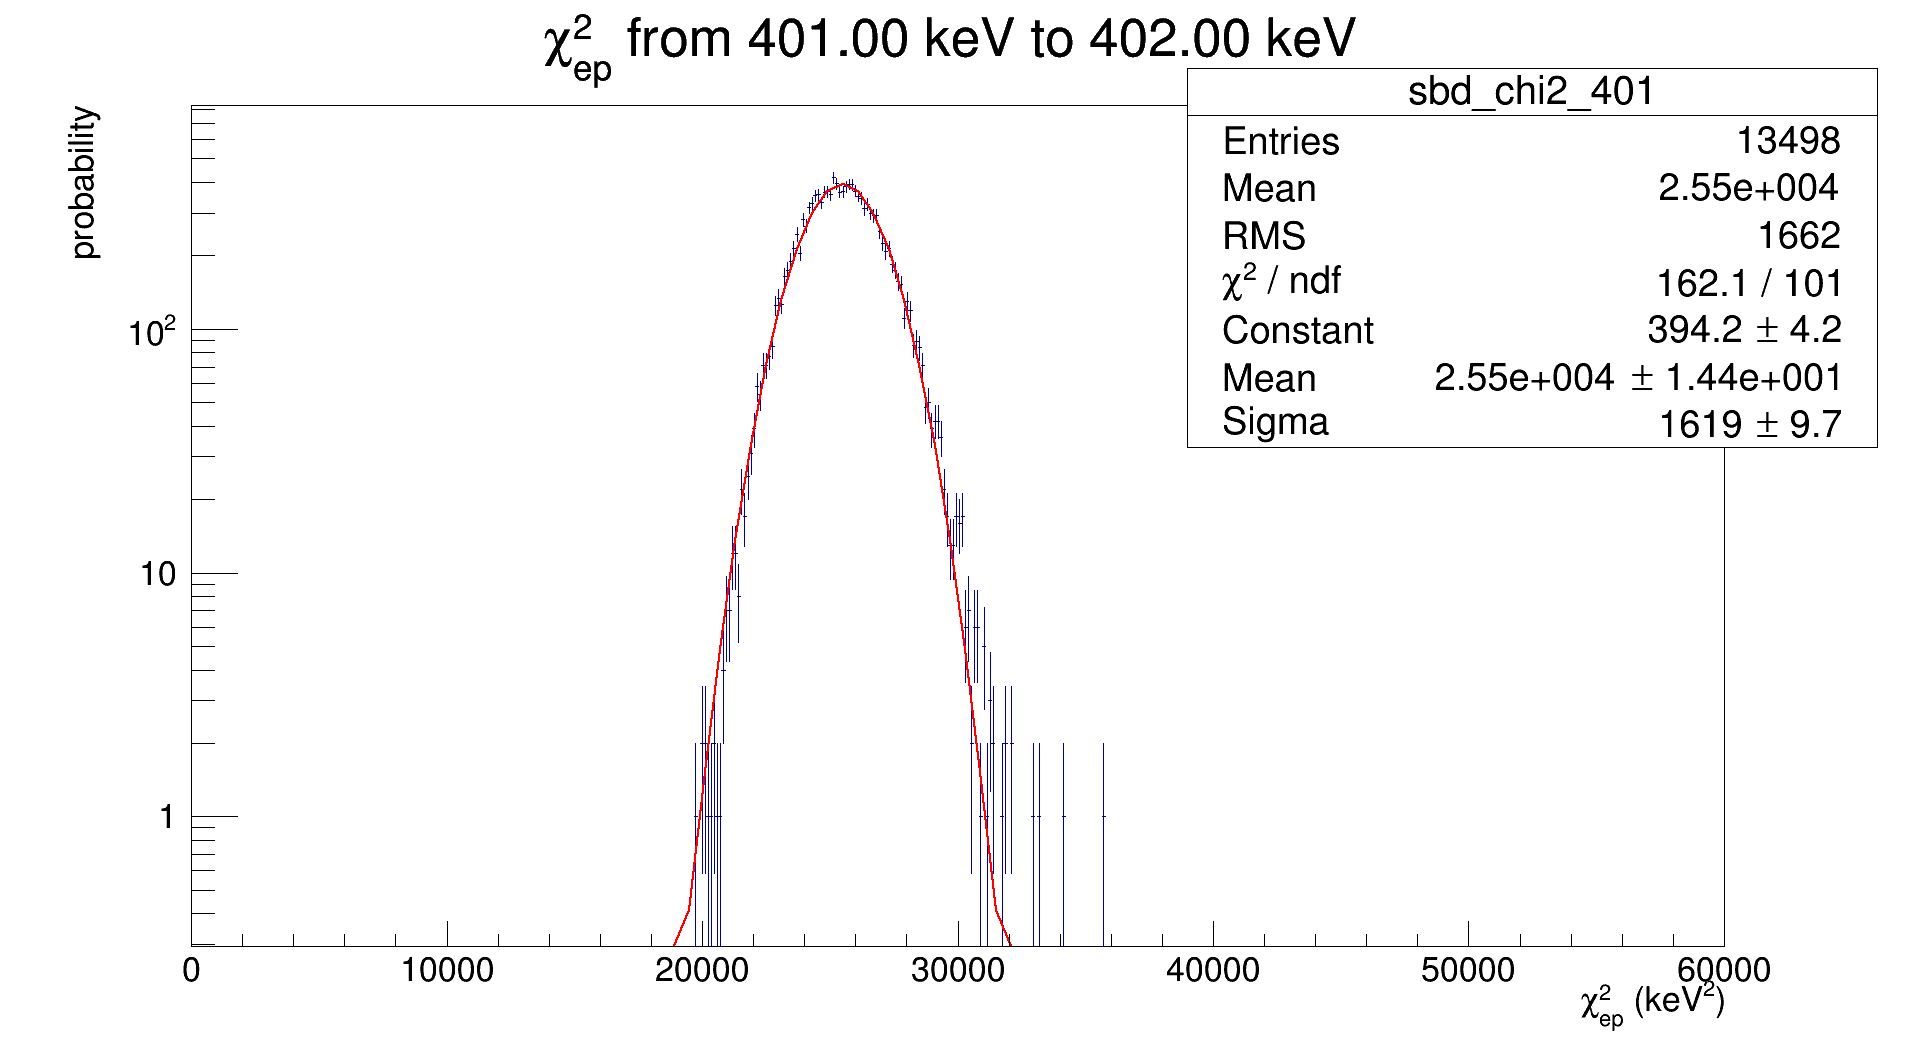 χ²ep from 401.00 keV to 402.00 keV
sbd_chi2_401
Entries 13498
Mean 2.55e+004
RMS 1662
χ² / ndf 162.1 / 101
Constant 394.2 ± 4.2
Mean 2.55e+004 ± 1.44e+001
Sigma 1619 ± 9.7
probability
10²
10
1
0 10000 20000 30000 40000 50000 60000
χ²ep (keV²)